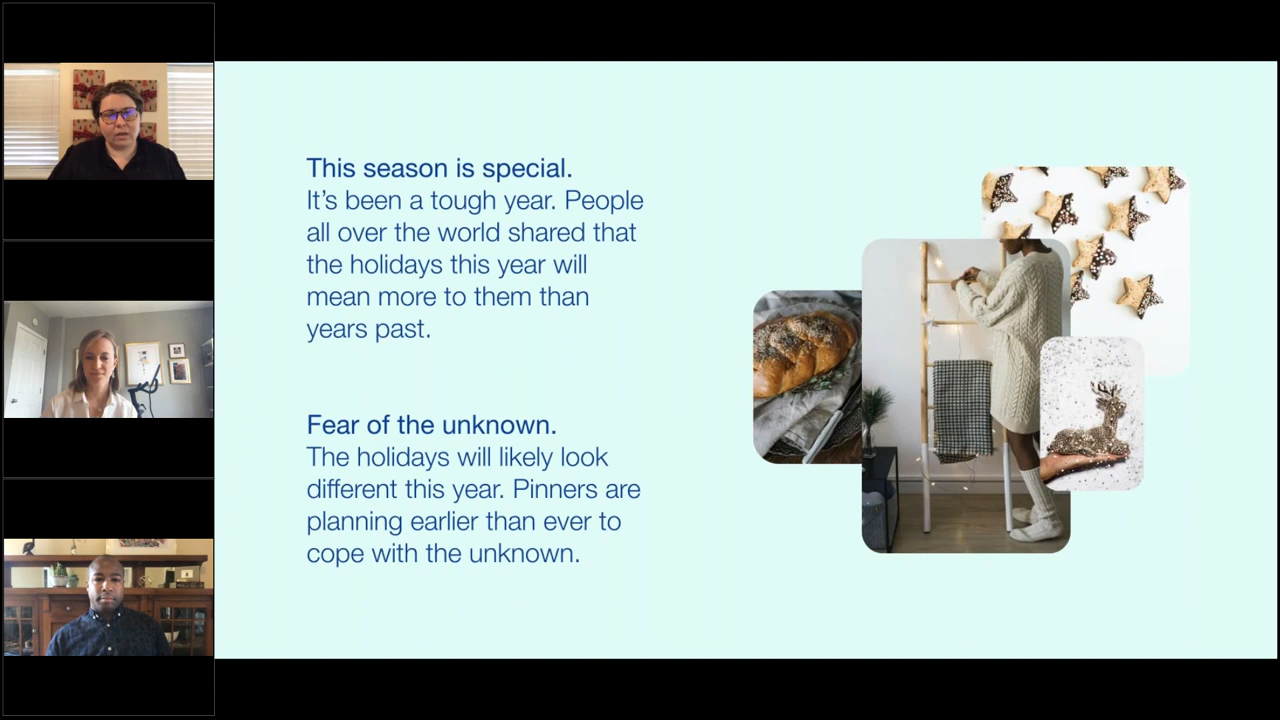 This season is special.
It’s been a tough year. People
all over the world shared that
the holidays this year will
mean more to them than
years past.
Fear of the unknown.
The holidays will likely look
different this year. Pinners are
planning earlier than ever to
cope with the unknown.